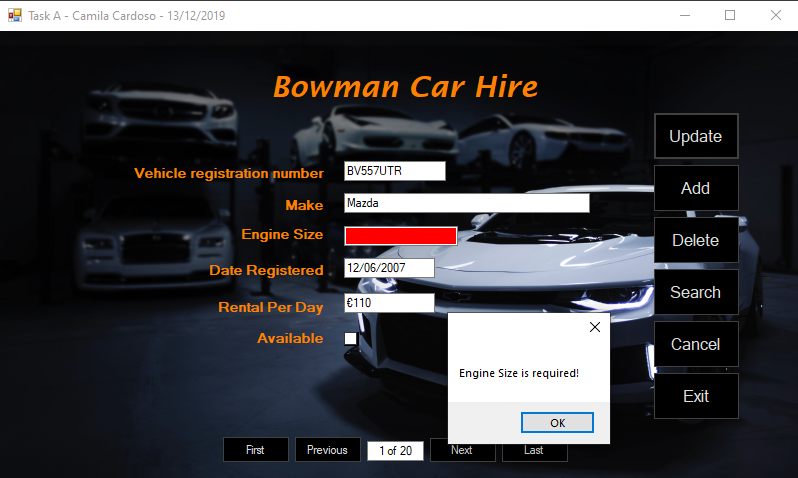 Task A - Camila Cardoso - 13/12/2019
Bowman Car Hire
Update
Vehicle registration number BV557UTR
Add
Make Mazda
Engine Size
Delete
Date Registered 12/06/2007
Search
Rental Per Day €110
Available
Cancel
Engine Size is required!
Exit
OK
First Previous 1 of 20 Next Last